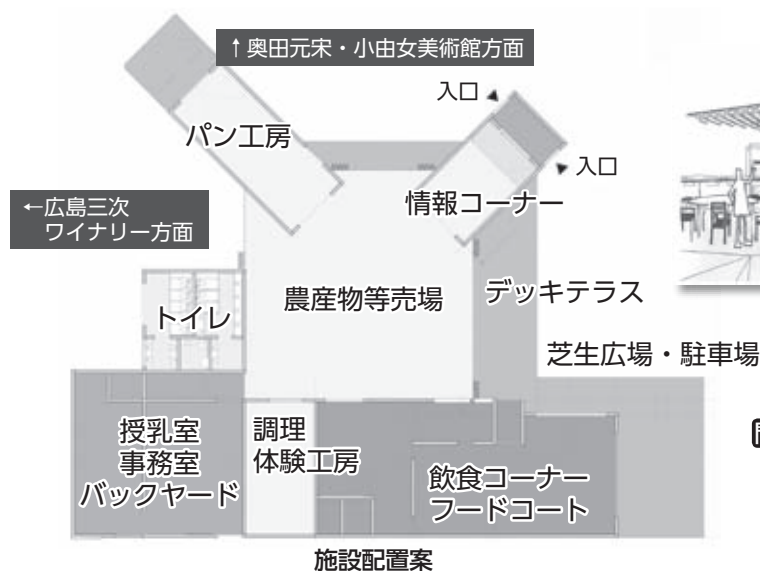 ↑奥田元宋・小由女美術館方面
入口
パン工房
入口
情報コーナー
←広島三次
ワイナリー方面
農産物等売場
デッキテラス
トイレ
芝生広場・駐車場
授乳室
事務室
バックヤード
調理
体験工房
飲食コーナー
フードコート
施設配置案